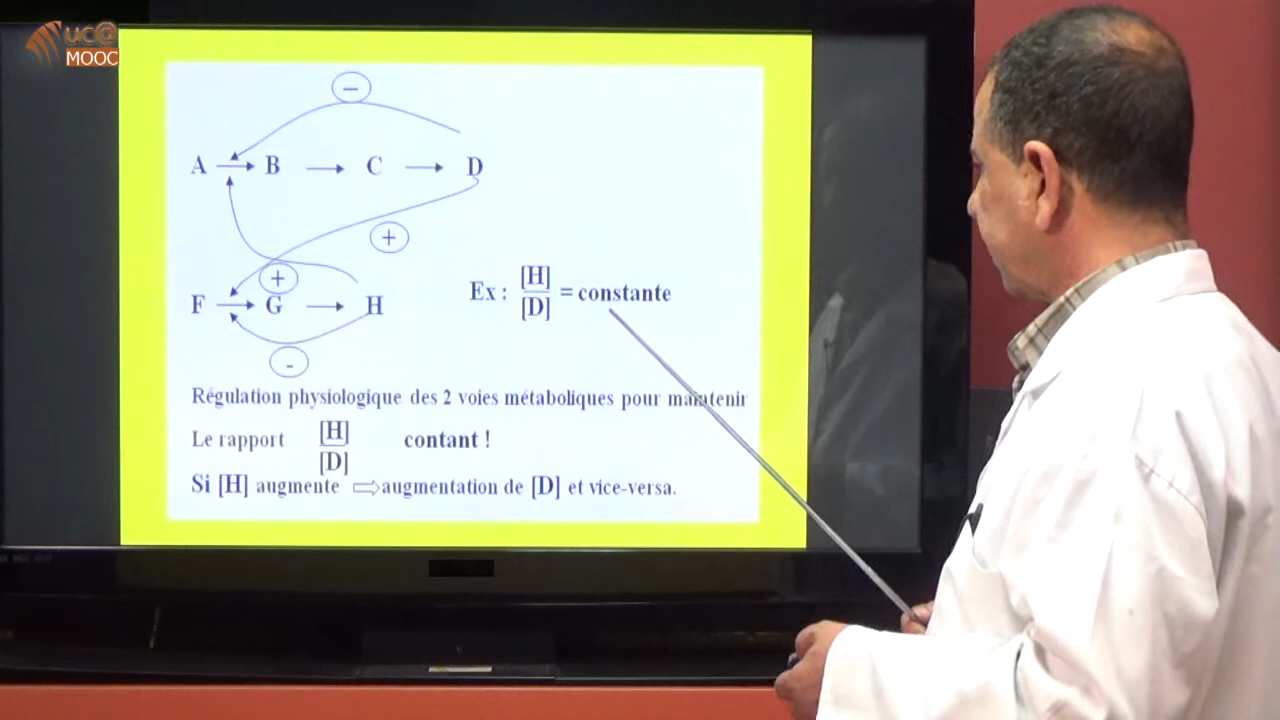 UC@
MOOC
−
A → B → C → D
+
+
F → G → H
-
Ex : [H]/[D] = constante
Régulation physiologique des 2 voies métaboliques pour maintenir
Le rapport [H]/[D] contant !
Si [H] augmente ⇨ augmentation de [D] et vice-versa.